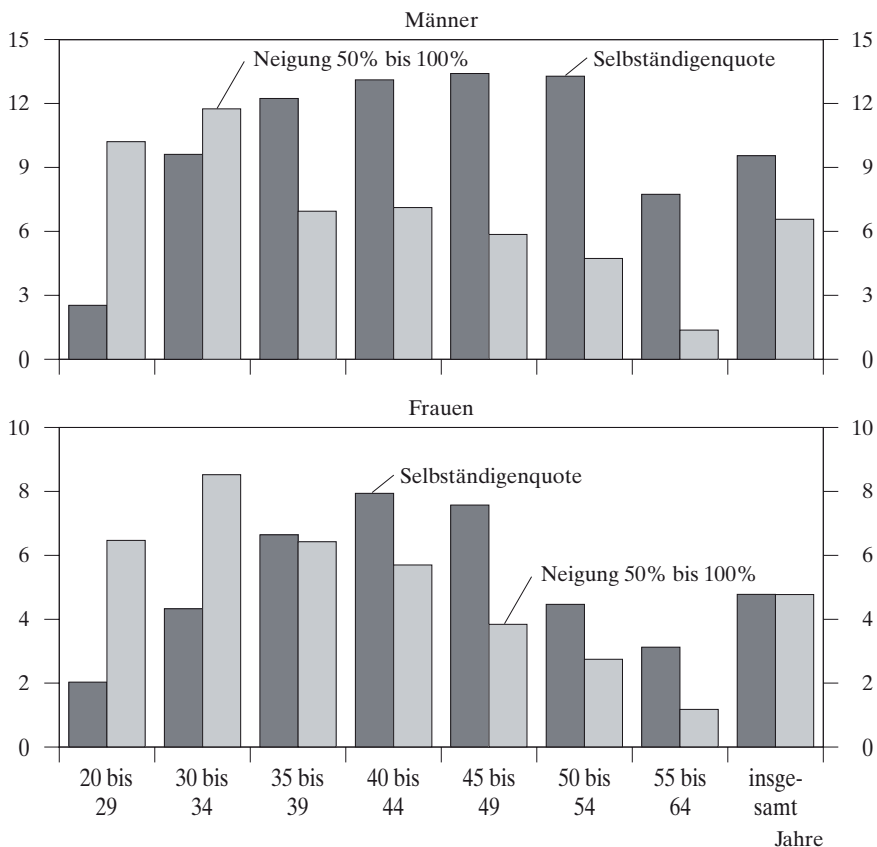 Männer
15 15
Neigung 50% bis 100% Selbständigenquote
12 12
9 9
6 6
3 3
0 0
Frauen
10 10
8 8
Selbständigenquote
6 6
Neigung 50% bis 100%
4 4
2 2
0 0
20 bis 30 bis 35 bis 40 bis 45 bis 50 bis 55 bis insge-
29 34 39 44 49 54 64 samt
Jahre